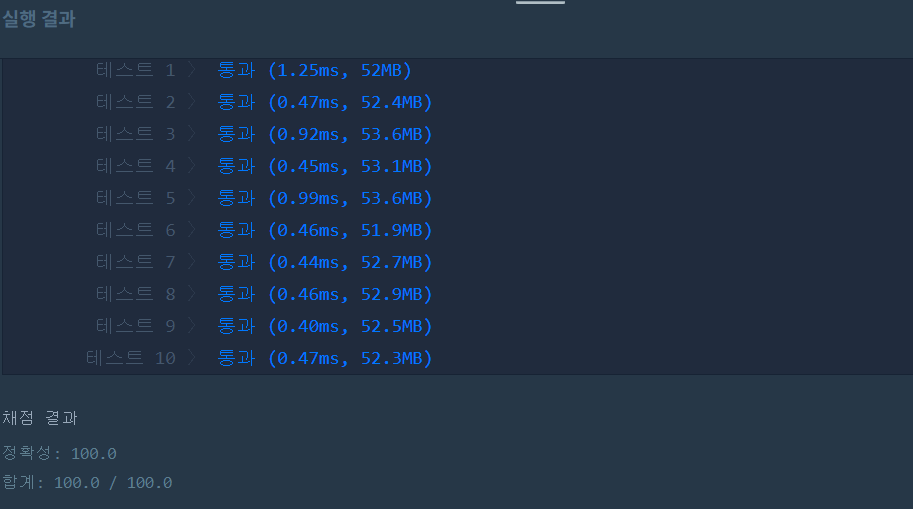 실행 결과
테스트 1 〉 통과 (1.25ms, 52MB)
테스트 2 〉 통과 (0.47ms, 52.4MB)
테스트 3 〉 통과 (0.92ms, 53.6MB)
테스트 4 〉 통과 (0.45ms, 53.1MB)
테스트 5 〉 통과 (0.99ms, 53.6MB)
테스트 6 〉 통과 (0.46ms, 51.9MB)
테스트 7 〉 통과 (0.44ms, 52.7MB)
테스트 8 〉 통과 (0.46ms, 52.9MB)
테스트 9 〉 통과 (0.40ms, 52.5MB)
테스트 10 〉 통과 (0.47ms, 52.3MB)
채점 결과
정확성: 100.0
합계: 100.0 / 100.0